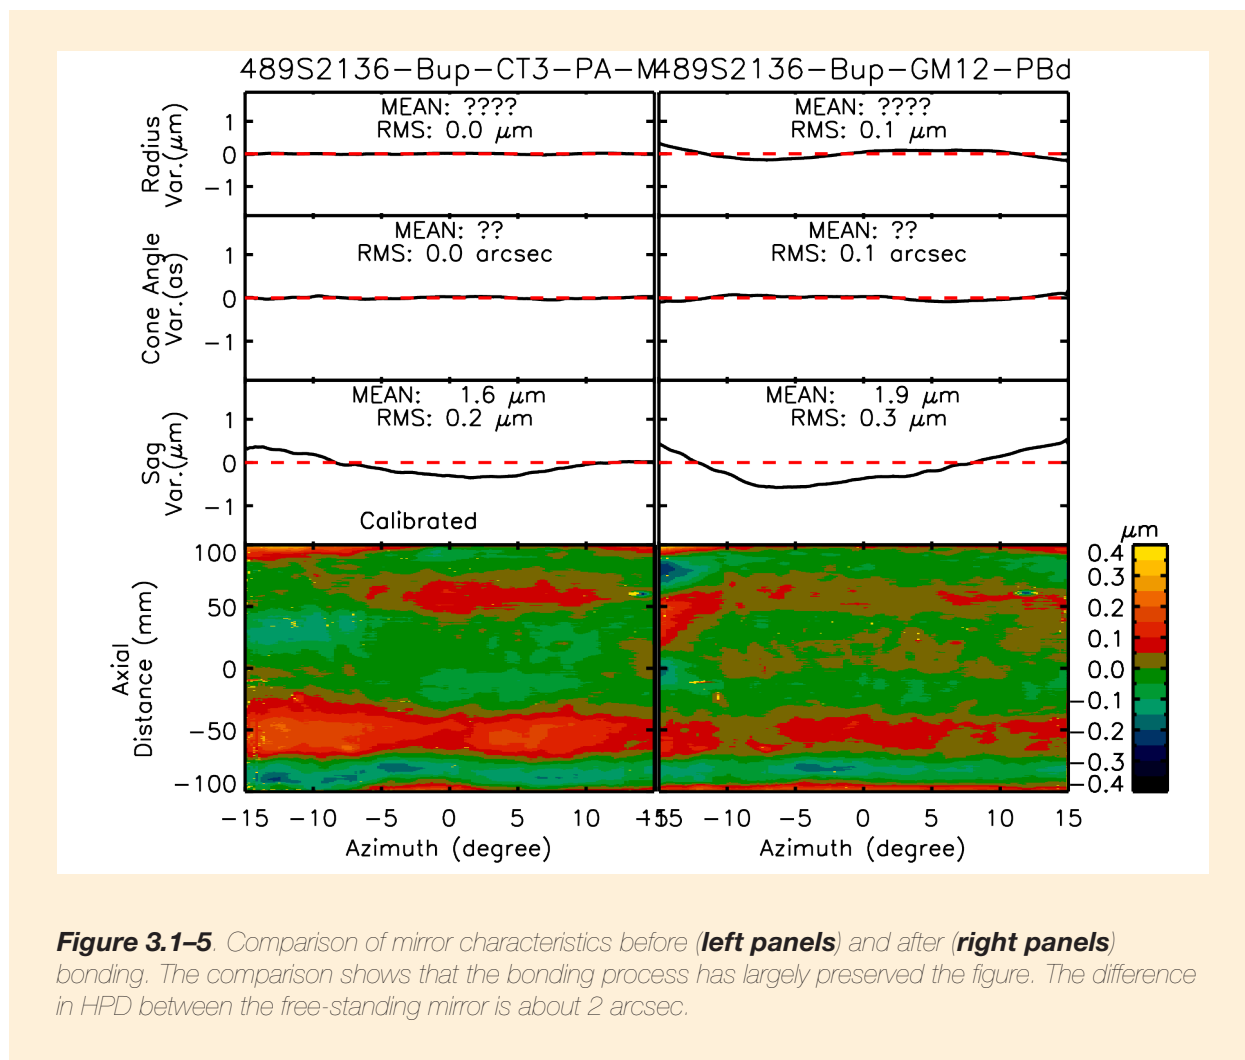 489S2136-Bup-CT3-PA-M489S2136-Bup-GM12-PBd
Radius
Var.(μm)
1
0
-1
MEAN: ????
RMS: 0.0 μm
MEAN: ????
RMS: 0.1 μm
Cone Angle
Var.(as)
1
0
-1
MEAN: ??
RMS: 0.0 arcsec
MEAN: ??
RMS: 0.1 arcsec
Sag
Var.(μm)
1
0
-1
MEAN: 1.6 μm
RMS: 0.2 μm
Calibrated
MEAN: 1.9 μm
RMS: 0.3 μm
Axial
Distance (mm)
100
50
0
-50
-100
μm
0.4
0.3
0.2
0.1
0.0
-0.1
-0.2
-0.3
-0.4
-15 -10 -5 0 5 10 15
-15 -10 -5 0 5 10 15
Azimuth (degree)
Azimuth (degree)
Figure 3.1–5. Comparison of mirror characteristics before (left panels) and after (right panels)
bonding. The comparison shows that the bonding process has largely preserved the figure. The difference
in HPD between the free-standing mirror is about 2 arcsec.